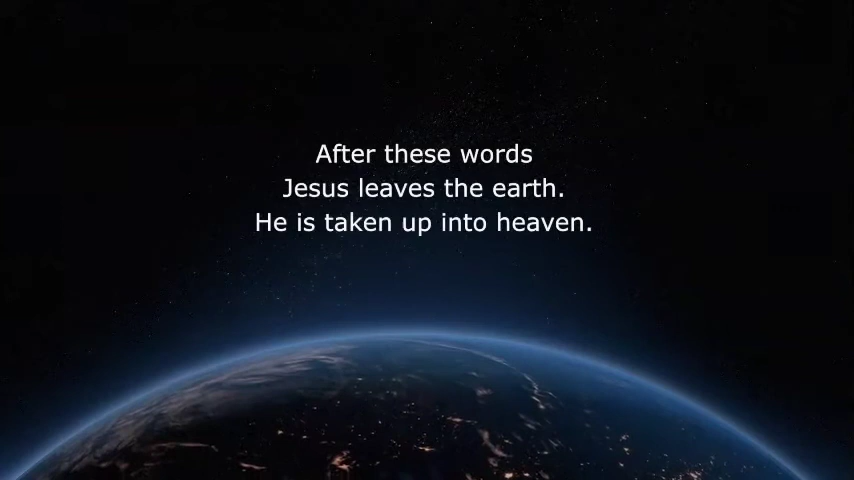 After these words
Jesus leaves the earth.
He is taken up into heaven.